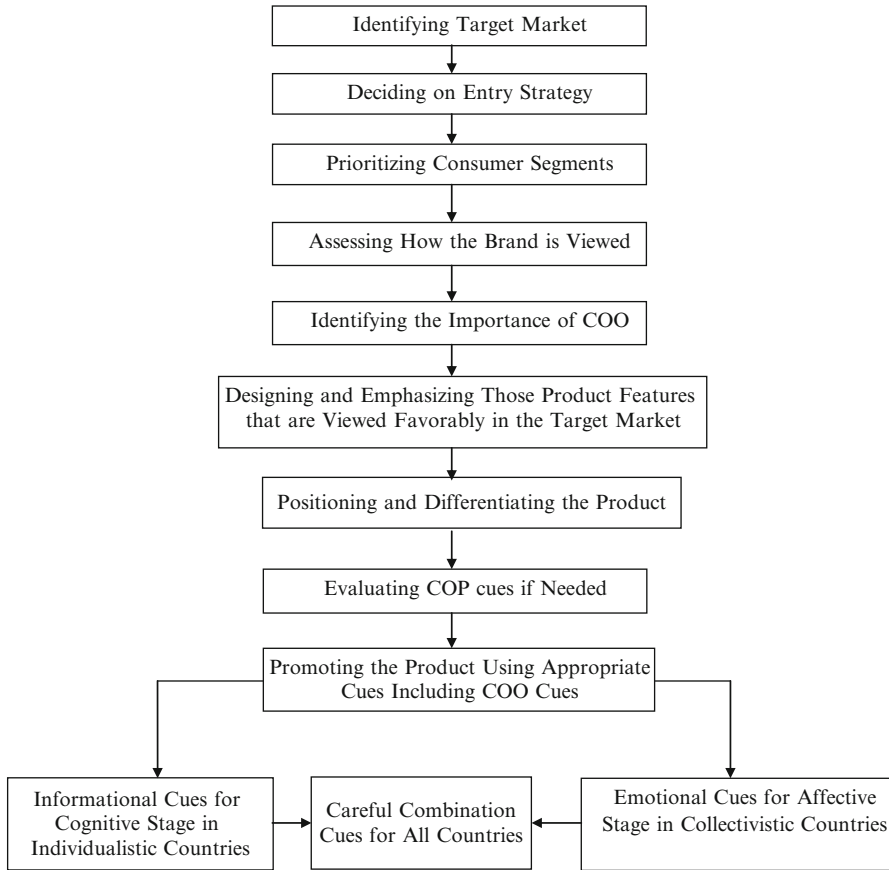 Identifying Target Market
Deciding on Entry Strategy
Prioritizing Consumer Segments
Assessing How the Brand is Viewed
Identifying the Importance of COO
Designing and Emphasizing Those Product Features
that are Viewed Favorably in the Target Market
Positioning and Differentiating the Product
Evaluating COP cues if Needed
Promoting the Product Using Appropriate
Cues Including COO Cues
Informational Cues for
Cognitive Stage in
Individualistic Countries
Careful Combination
Cues for All Countries
Emotional Cues for Affective
Stage in Collectivistic Countries